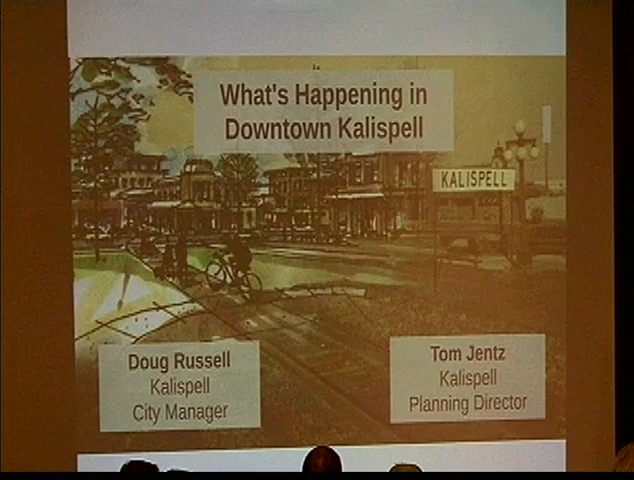 What's Happening in
Downtown Kalispell
KALISPELL
Doug Russell
Kalispell
City Manager
Tom Jentz
Kalispell
Planning Director